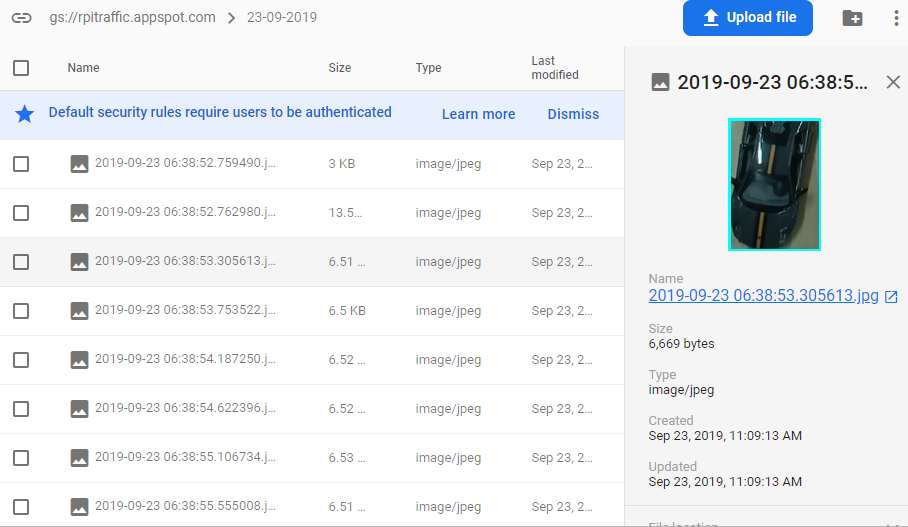 gs://rpitraffic.appspot.com > 23-09-2019 Upload file
Name Size Type Last modified
Default security rules require users to be authenticated Learn more Dismiss
2019-09-23 06:38:52.759490.j... 3 KB image/jpeg Sep 23, 2...
2019-09-23 06:38:52.762980.j... 13.5... image/jpeg Sep 23, 2...
2019-09-23 06:38:53.305613.j... 6.51 ... image/jpeg Sep 23, 2...
2019-09-23 06:38:53.753522.j... 6.5 KB image/jpeg Sep 23, 2...
2019-09-23 06:38:54.187250.j... 6.52 ... image/jpeg Sep 23, 2...
2019-09-23 06:38:54.622396.j... 6.52 ... image/jpeg Sep 23, 2...
2019-09-23 06:38:55.106734.j... 6.53 ... image/jpeg Sep 23, 2...
2019-09-23 06:38:55.555008.j... 6.51 ... image/jpeg Sep 23, 2...
2019-09-23 06:38:5...
Name
2019-09-23 06:38:53.305613.jpg
Size
6,669 bytes
Type
image/jpeg
Created
Sep 23, 2019, 11:09:13 AM
Updated
Sep 23, 2019, 11:09:13 AM
File location